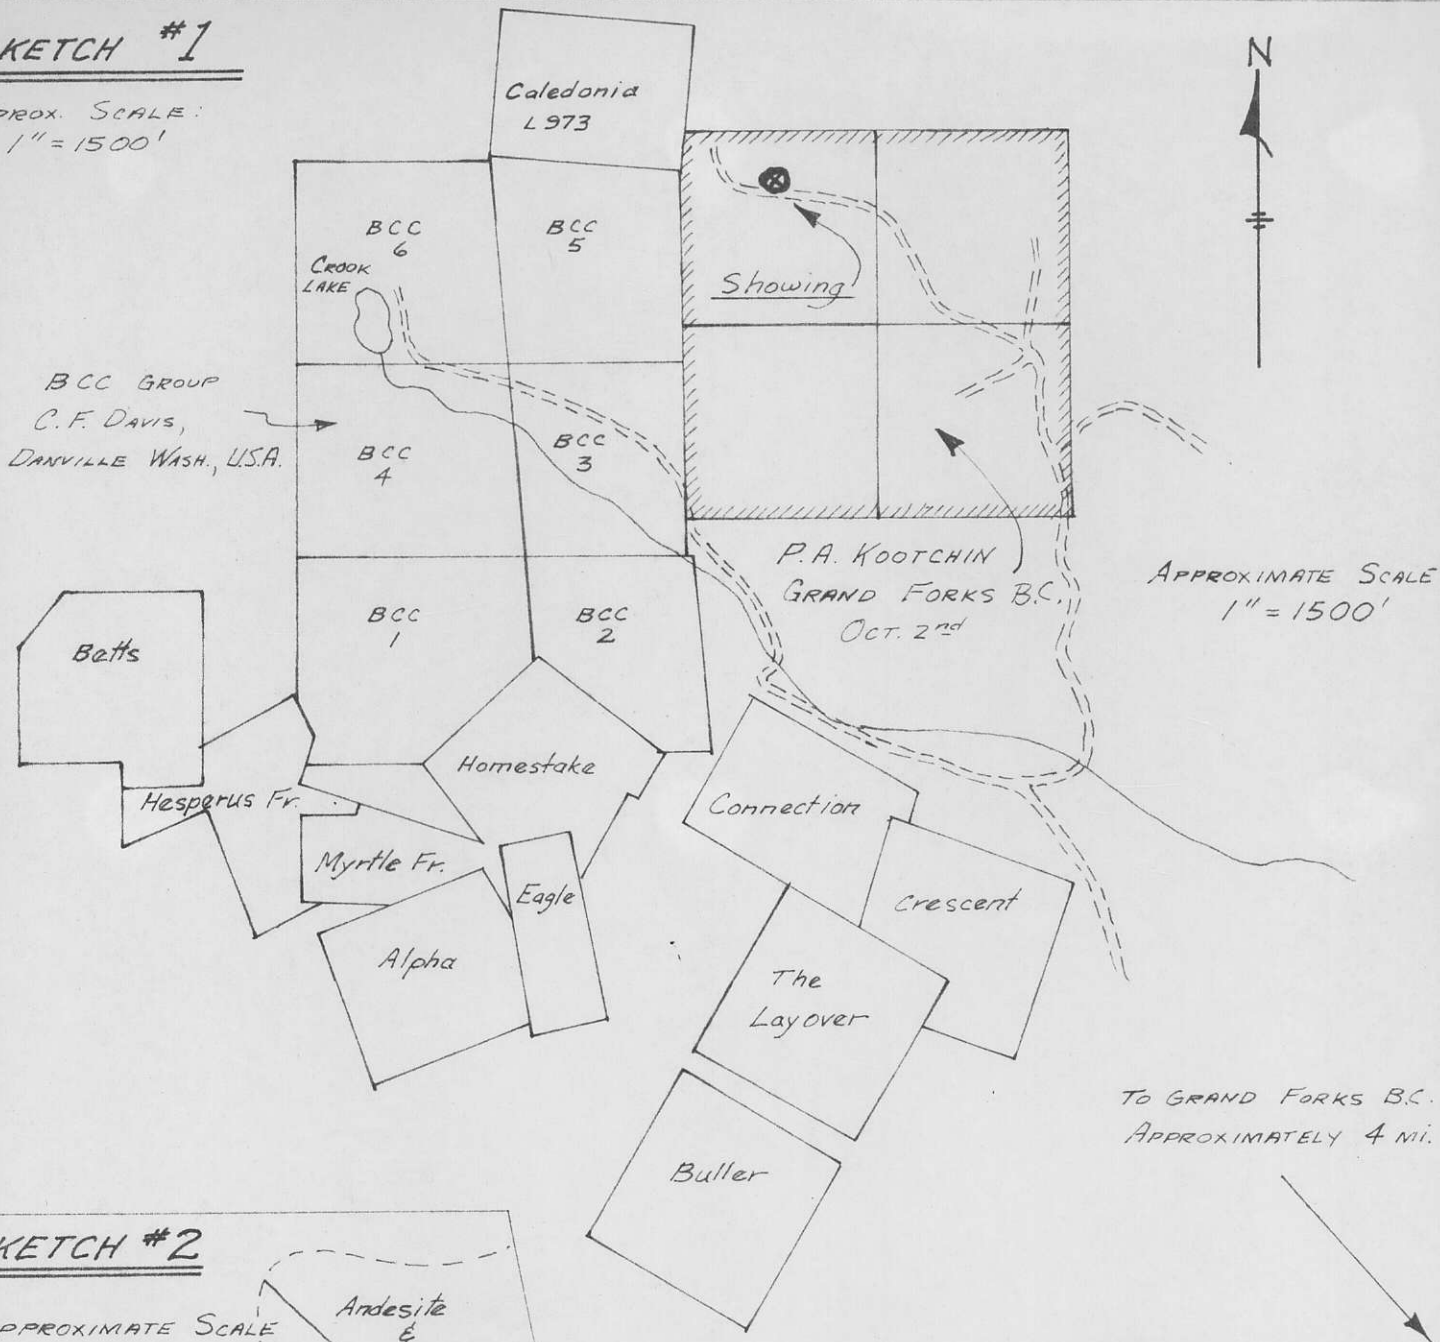 KETCH #1
PROX. SCALE:
1" = 1500'
N
Caledonia
L 973
BCC
6
BCC
5
CROOK
LAKE
Showing
BCC GROUP
C.F. DAVIS,
DANVILLE WASH., U.S.A.
BCC
4
BCC
3
P.A. KOOTCHIN
GRAND FORKS B.C.
OCT. 2nd
APPROXIMATE SCALE
1" = 1500'
BCC
1
BCC
2
Betts
Homestake
Hesperus Fr.
Connection
Myrtle Fr.
Eagle
Crescent
Alpha
The
Layover
TO GRAND FORKS B.C.
APPROXIMATELY 4 MI.
Buller
KETCH #2
PPROXIMATE SCALE
Andesite
&